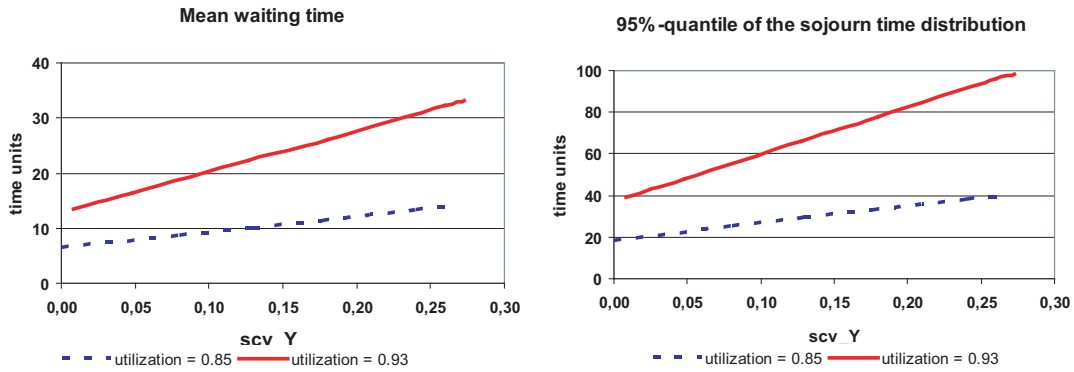 Mean waiting time
40
30
20
10
0
time units
0,00 0,05 0,10 0,15 0,20 0,25 0,30
scv_Y
utilization = 0.85 utilization = 0.93
95%-quantile of the sojourn time distribution
100
80
60
40
20
0
time units
0,00 0,05 0,10 0,15 0,20 0,25 0,30
scv_Y
utilization = 0.85 utilization = 0.93